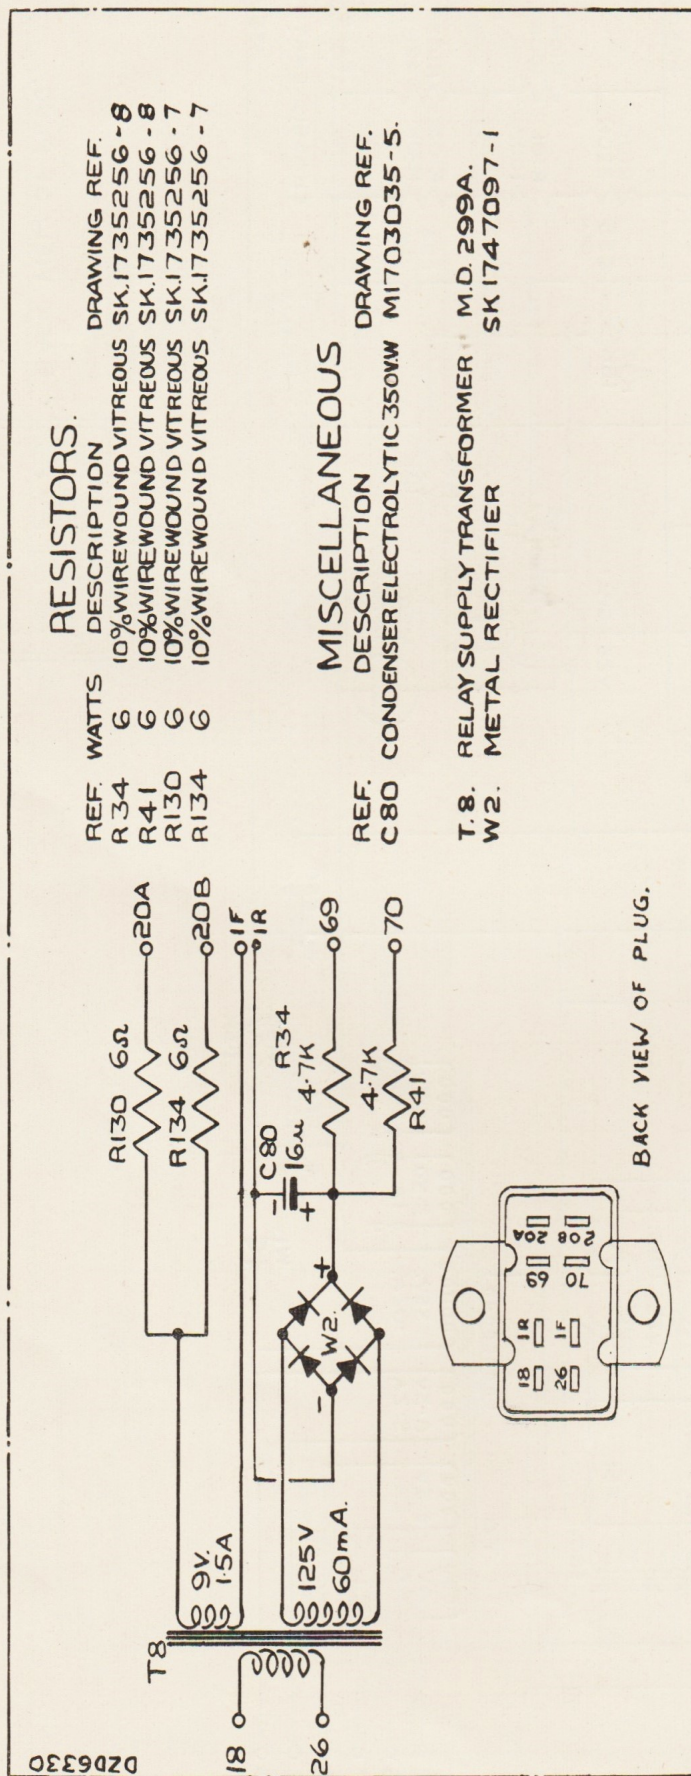 DZD6330
RESISTORS.
REF. WATTS DESCRIPTION DRAWING REF.
R34 6 10% WIREWOUND VITREOUS SK.1735256-8
R41 6 10% WIREWOUND VITREOUS SK.1735256-8
R130 6 10% WIREWOUND VITREOUS SK.1735256-7
R134 6 10% WIREWOUND VITREOUS SK.1735256-7
MISCELLANEOUS
REF. DESCRIPTION DRAWING REF.
C80 CONDENSER ELECTROLYTIC 350V.W M1703035-5.
T.8. RELAY SUPPLY TRANSFORMER M.D. 299A.
W2. METAL RECTIFIER SK1747097-1
T8
18
26
9V.
1·5A
125V
60mA.
R130 6Ω
20A
R134 6Ω
20B
1F
1R
C80
16µ
-
+
R34
4·7K
69
4·7K
R41
70
- W2. +
18 1R 69 20A
26 1F 70 20B
BACK VIEW OF PLUG.